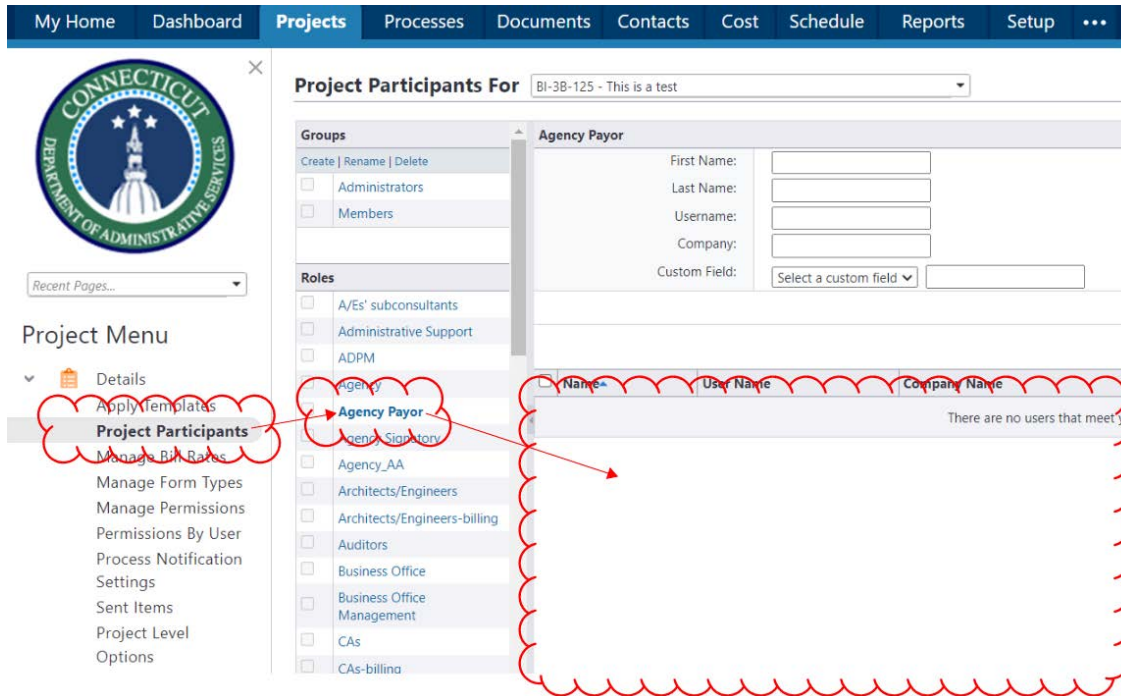 My Home Dashboard Projects Processes Documents Contacts Cost Schedule Reports Setup •••
CONNECTICUT
DEPARTMENT OF ADMINISTRATIVE SERVICES
Recent Pages...
Project Menu
Details
Apply Templates
Project Participants
Manage Bill Rates
Manage Form Types
Manage Permissions
Permissions By User
Process Notification
Settings
Sent Items
Project Level
Options
Project Participants For BI-3B-125 - This is a test
Groups
Create | Rename | Delete
Administrators
Members
Roles
A/Es' subconsultants
Administrative Support
ADPM
Agency
Agency Payor
Agency Signatory
Agency_AA
Architects/Engineers
Architects/Engineers-billing
Auditors
Business Office
Business Office
Management
CAs
CAs-billing
Agency Payor
First Name:
Last Name:
Username:
Company:
Custom Field: Select a custom field
Name User Name Company Name
There are no users that meet